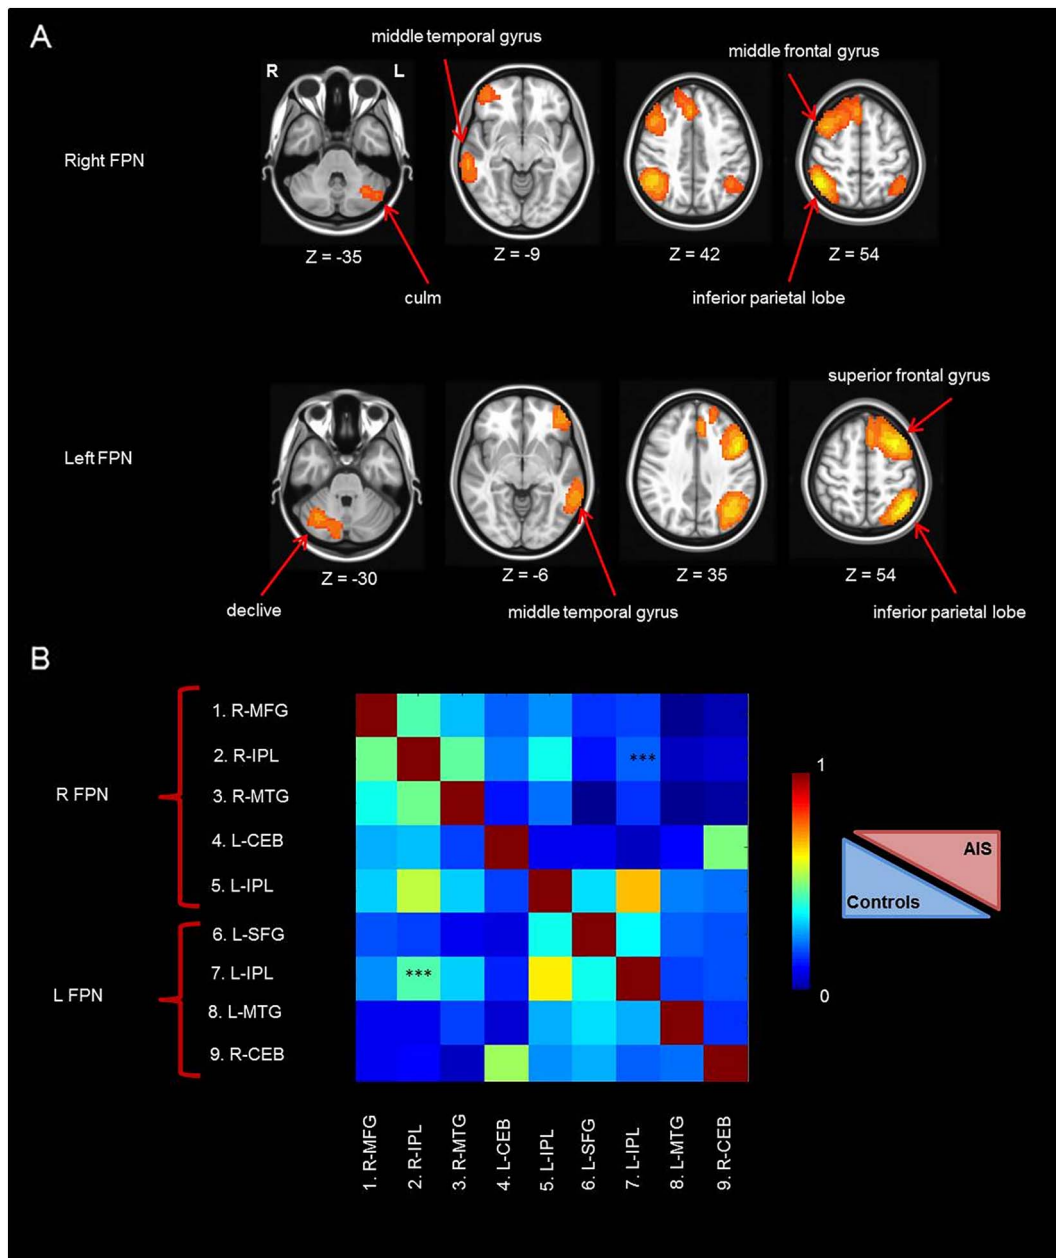 A
middle temporal gyrus
middle frontal gyrus
R
L
Right FPN
Z = -35
Z = -9
Z = 42
Z = 54
culm
inferior parietal lobe
superior frontal gyrus
Left FPN
Z = -30
Z = -6
Z = 35
Z = 54
declive
middle temporal gyrus
inferior parietal lobe
B
R FPN
1. R-MFG
2. R-IPL
3. R-MTG
4. L-CEB
5. L-IPL
L FPN
6. L-SFG
7. L-IPL
8. L-MTG
9. R-CEB
***
***
1
0
AIS
Controls
1. R-MFG
2. R-IPL
3. R-MTG
4. L-CEB
5. L-IPL
6. L-SFG
7. L-IPL
8. L-MTG
9. R-CEB